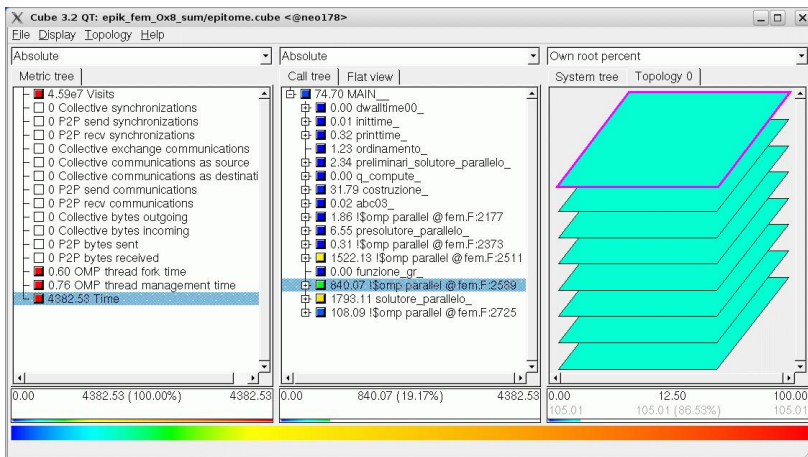 Cube 3.2 QT: epik_fem_0x8_sum/epitome.cube <@neo178>
File Display Topology Help
Absolute
Metric tree
4.59e7 Visits
0 Collective synchronizations
0 P2P send synchronizations
0 P2P recv synchronizations
0 Collective exchange communications
0 Collective communications as source
0 Collective communications as destinati
0 P2P send communications
0 P2P recv communications
0 Collective bytes outgoing
0 Collective bytes incoming
0 P2P bytes sent
0 P2P bytes received
0.60 OMP thread fork time
0.76 OMP thread management time
4382.53 Time
0.00 4382.53 (100.00%) 4382.53
Absolute
Call tree Flat view
74.70 MAIN__
0.00 dwalltime00_
0.01 inittime_
0.32 printtime_
1.23 ordinamento_
2.34 preliminari_solutore_parallelo_
0.00 q_compute_
31.79 costruzione_
0.02 abc03_
1.86 !$omp parallel @fem.F:2177
6.55 presolutore_parallelo_
0.31 !$omp parallel @fem.F:2373
1522.13 !$omp parallel @fem.F:2511
0.00 funzione_gr_
840.07 !$omp parallel @fem.F:2589
1793.11 solutore_parallelo_
108.09 !$omp parallel @fem.F:2725
0.00 840.07 (19.17%) 4382.53
Own root percent
System tree Topology 0
0.00 12.50 100.00
105.01 105.01 (86.53%) 105.01